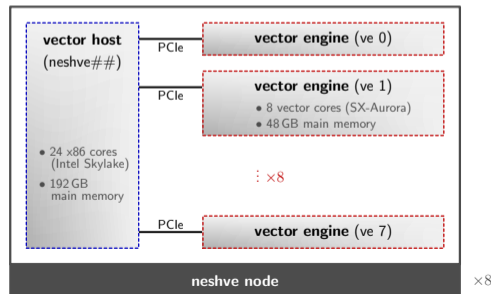 vector host
(neshve##)
• 24 x86 cores
(Intel Skylake)
• 192 GB
main memory
PCIe
vector engine (ve 0)
PCIe
vector engine (ve 1)
• 8 vector cores (SX-Aurora)
• 48 GB main memory
⋮ ×8
PCIe
vector engine (ve 7)
neshve node
×8